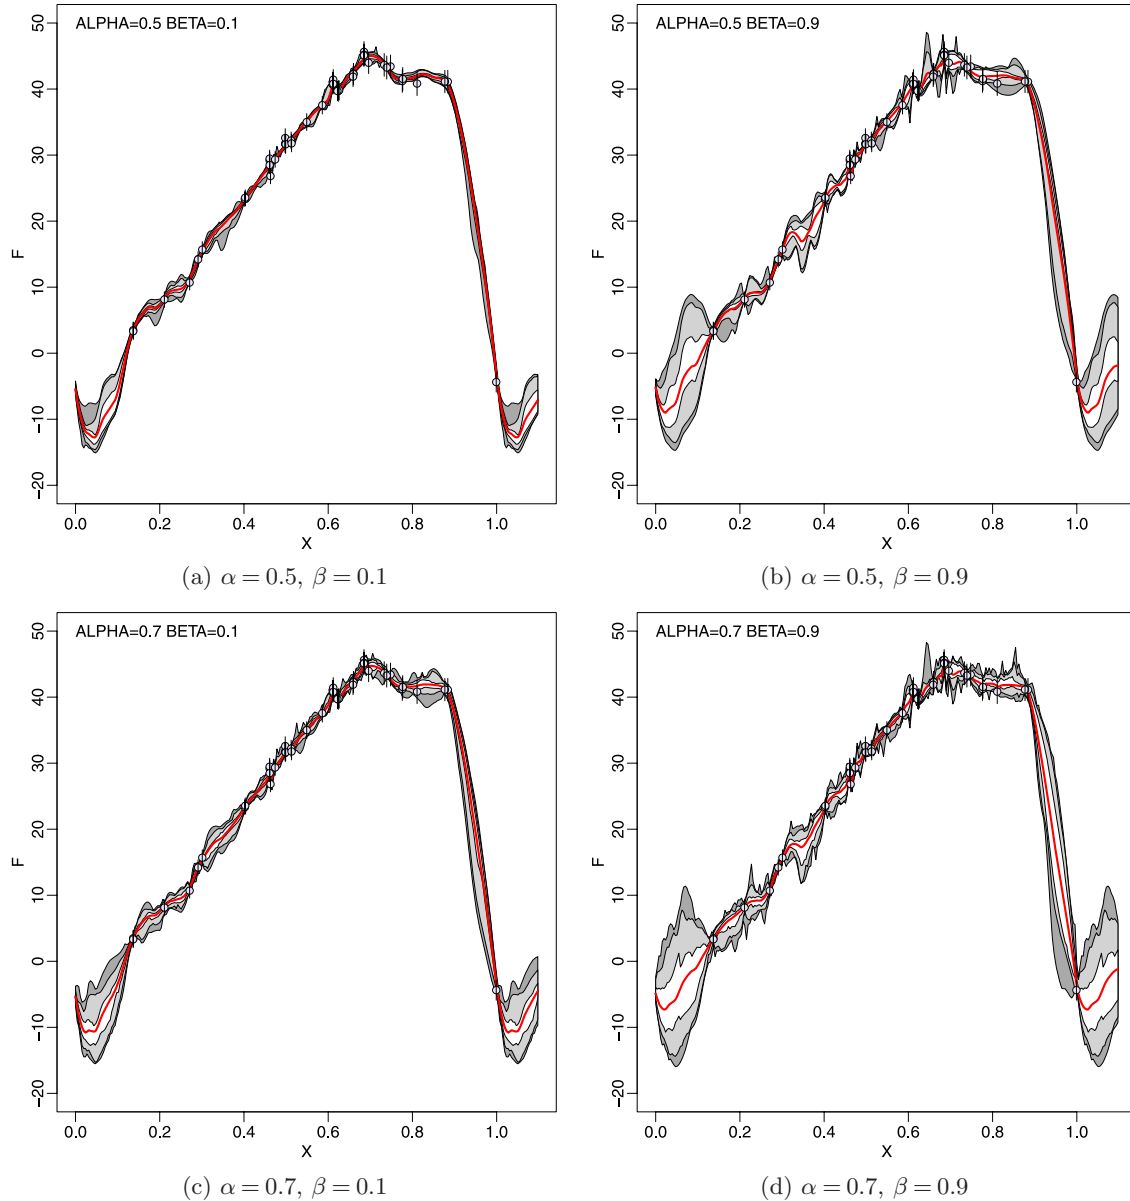 ALPHA=0.5 BETA=0.1
50
40
30
20
10
0
−10
−20
F
0.0 0.2 0.4 0.6 0.8 1.0
X
(a) α = 0.5, β = 0.1
ALPHA=0.5 BETA=0.9
50
40
30
20
10
0
−10
−20
F
0.0 0.2 0.4 0.6 0.8 1.0
X
(b) α = 0.5, β = 0.9
ALPHA=0.7 BETA=0.1
50
40
30
20
10
0
−10
−20
F
0.0 0.2 0.4 0.6 0.8 1.0
X
(c) α = 0.7, β = 0.1
ALPHA=0.7 BETA=0.9
50
40
30
20
10
0
−10
−20
F
0.0 0.2 0.4 0.6 0.8 1.0
X
(d) α = 0.7, β = 0.9